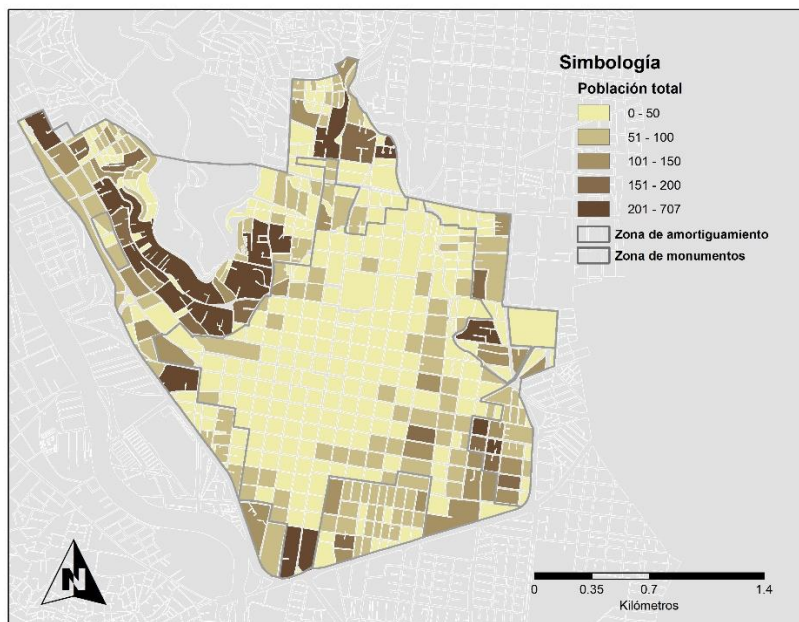 Simbología
Población total
0 - 50
51 - 100
101 - 150
151 - 200
201 - 707
Zona de amortiguamiento
Zona de monumentos
N
0 0.35 0.7 1.4
Kilómetros